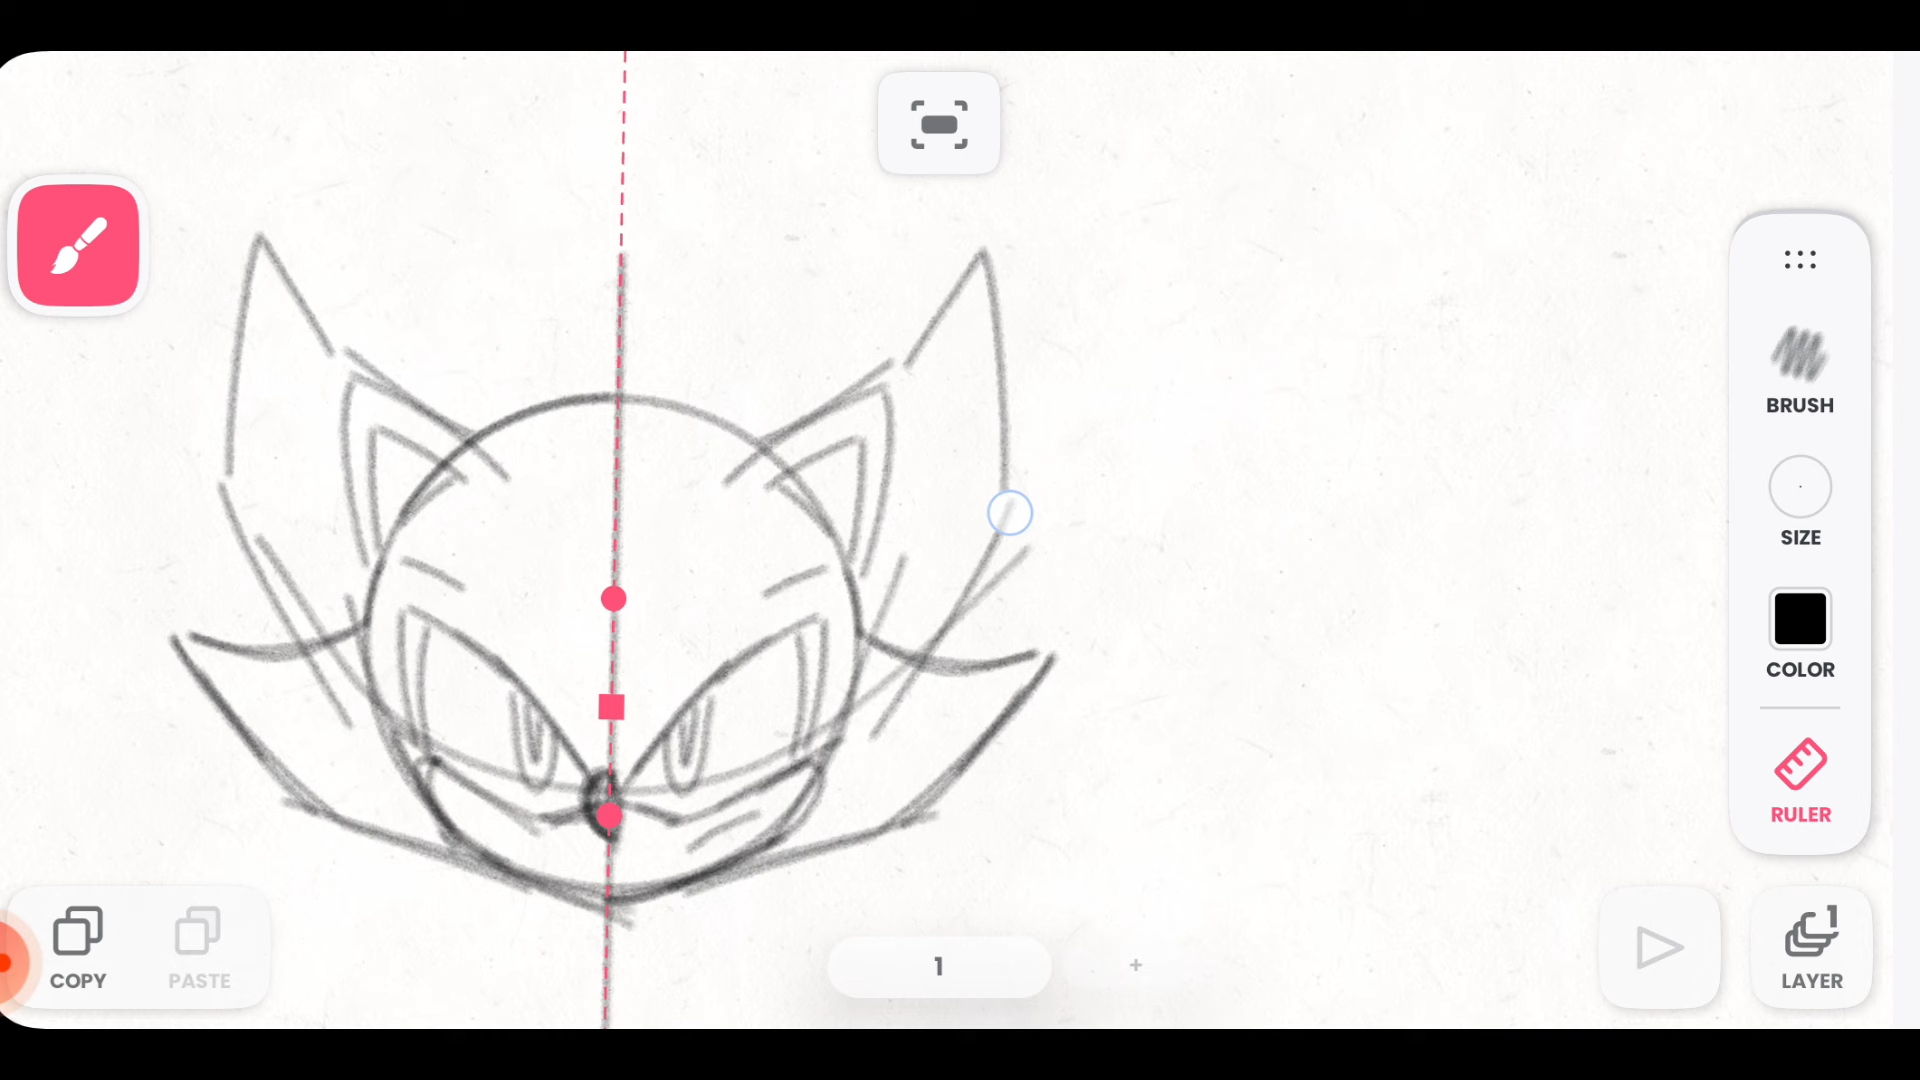 BRUSH
SIZE
COLOR
RULER
COPY
PASTE
1
+
1
LAYER